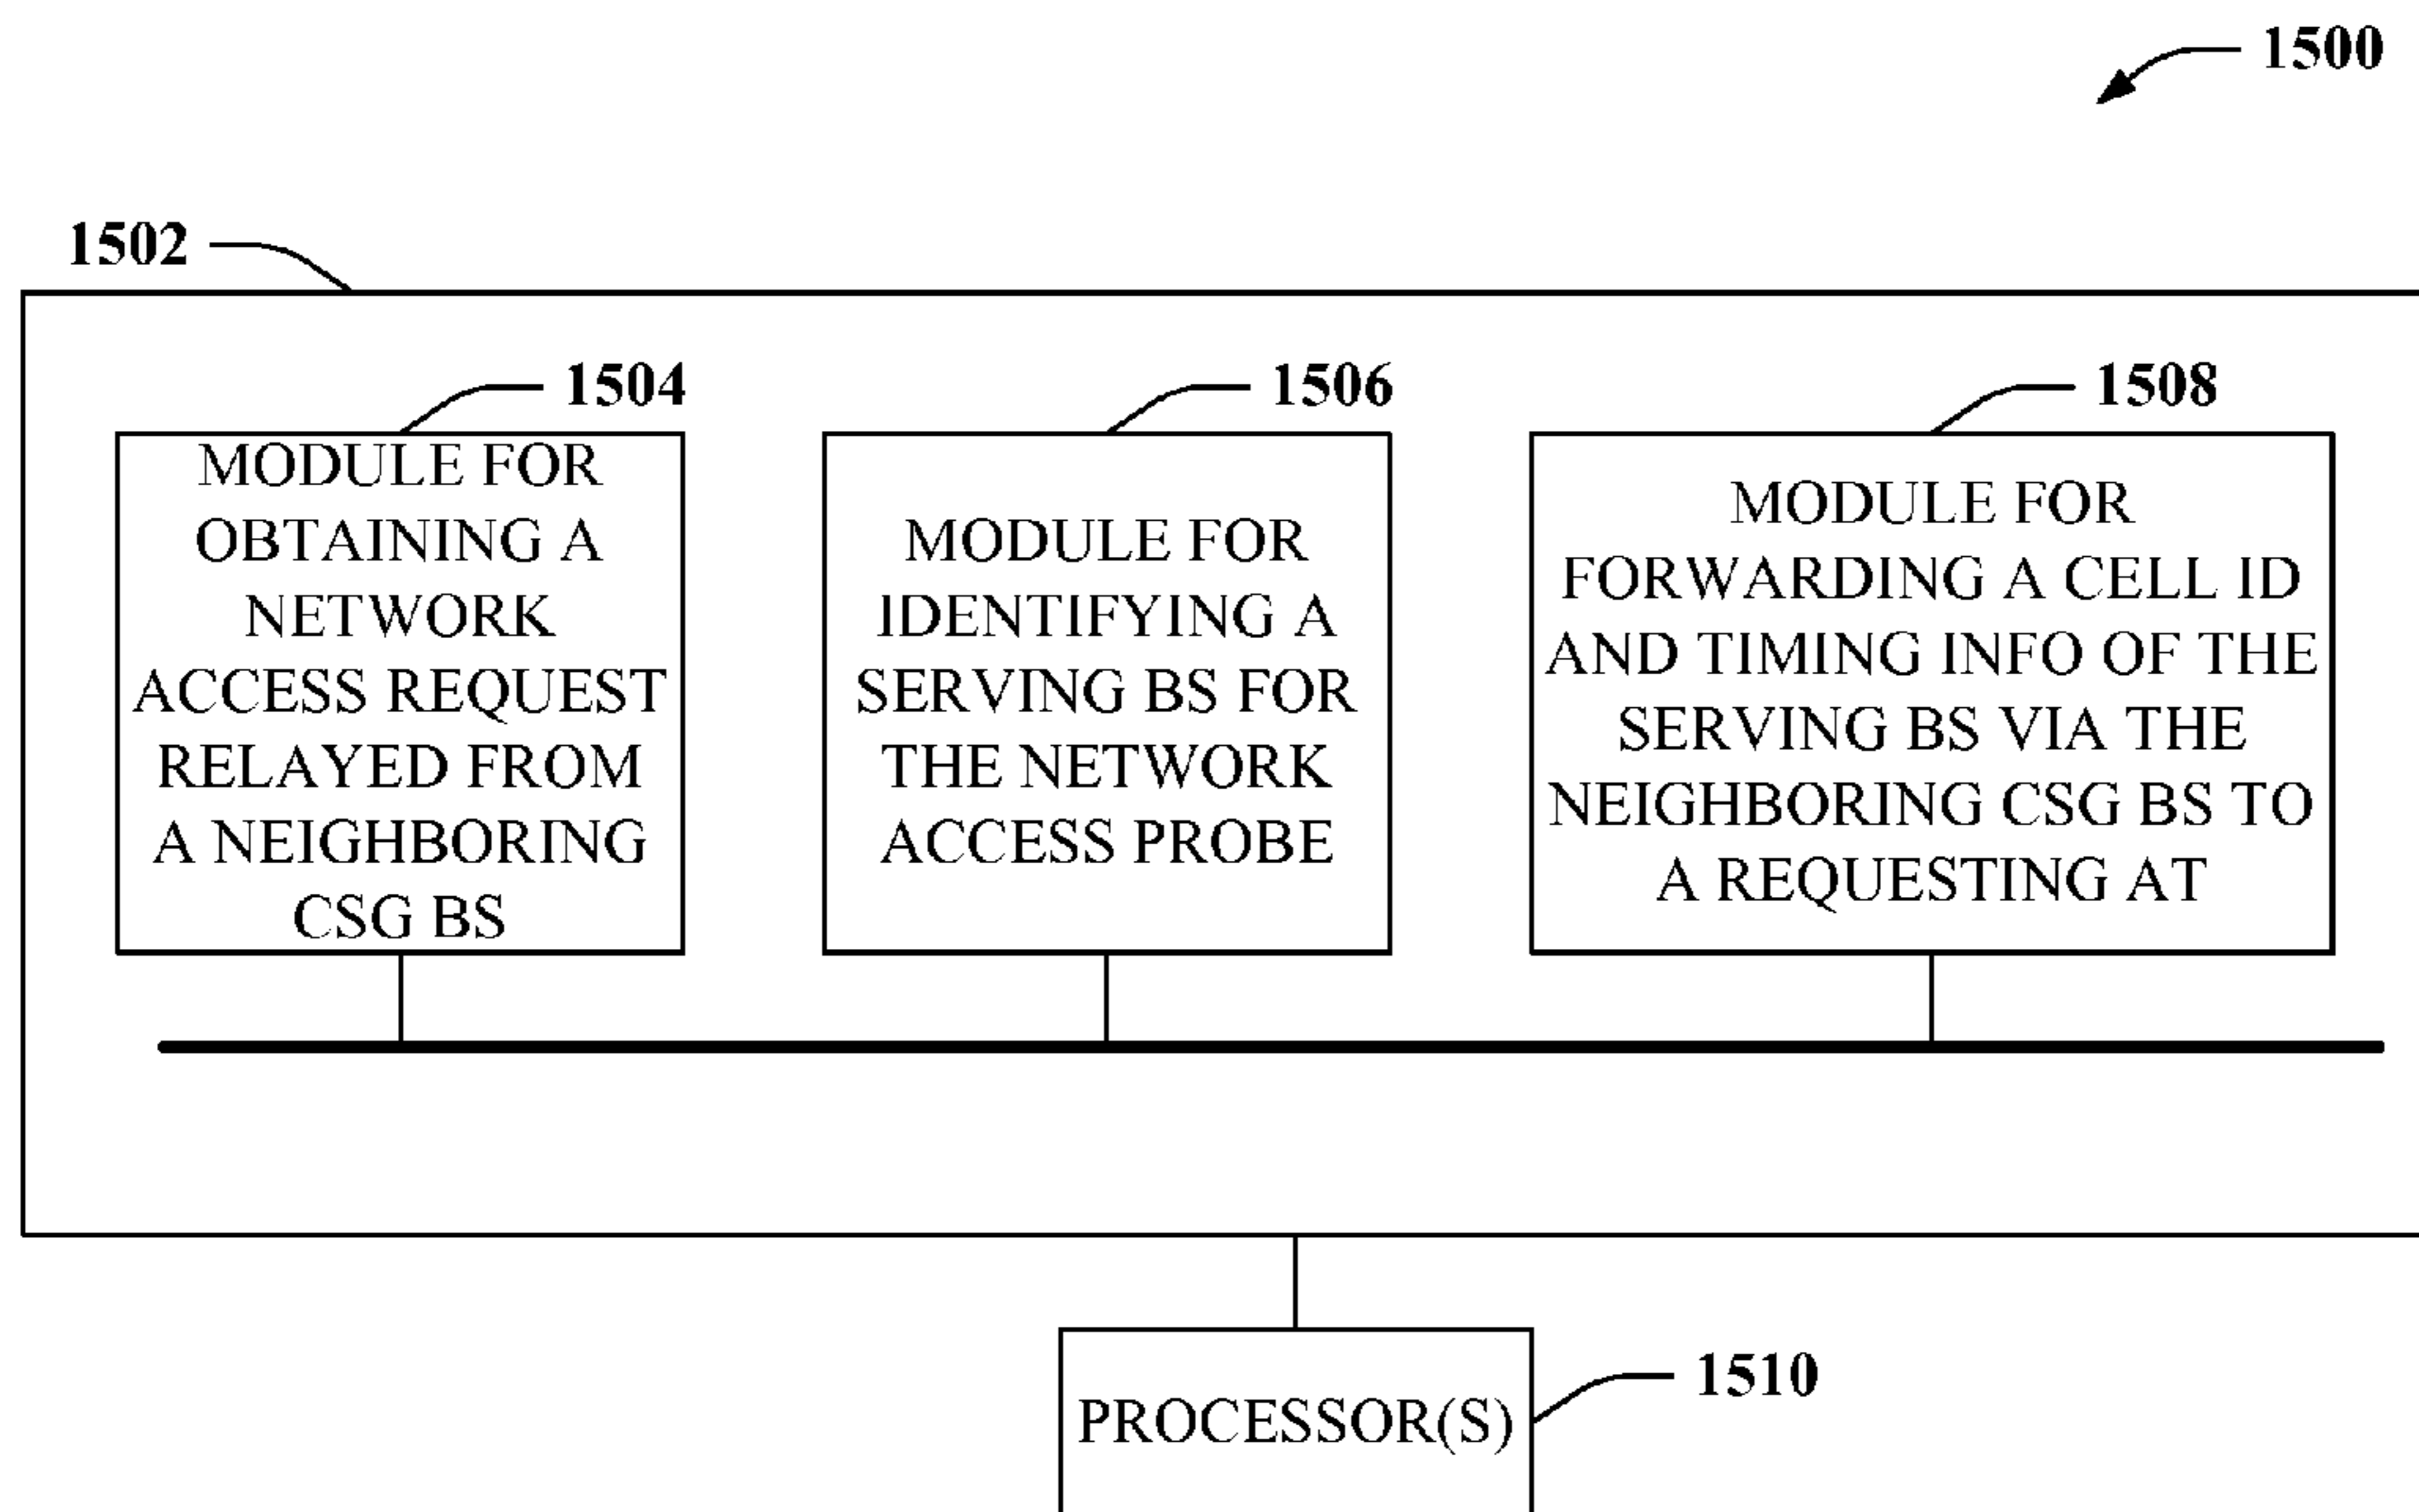 1500
1502
1504
1506
1508
MODULE FOR
OBTAINING A
NETWORK
ACCESS REQUEST
RELAYED FROM
A NEIGHBORING
CSG BS
MODULE FOR
IDENTIFYING A
SERVING BS FOR
THE NETWORK
ACCESS PROBE
MODULE FOR
FORWARDING A CELL ID
AND TIMING INFO OF THE
SERVING BS VIA THE
NEIGHBORING CSG BS TO
A REQUESTING AT
PROCESSOR(S)
1510